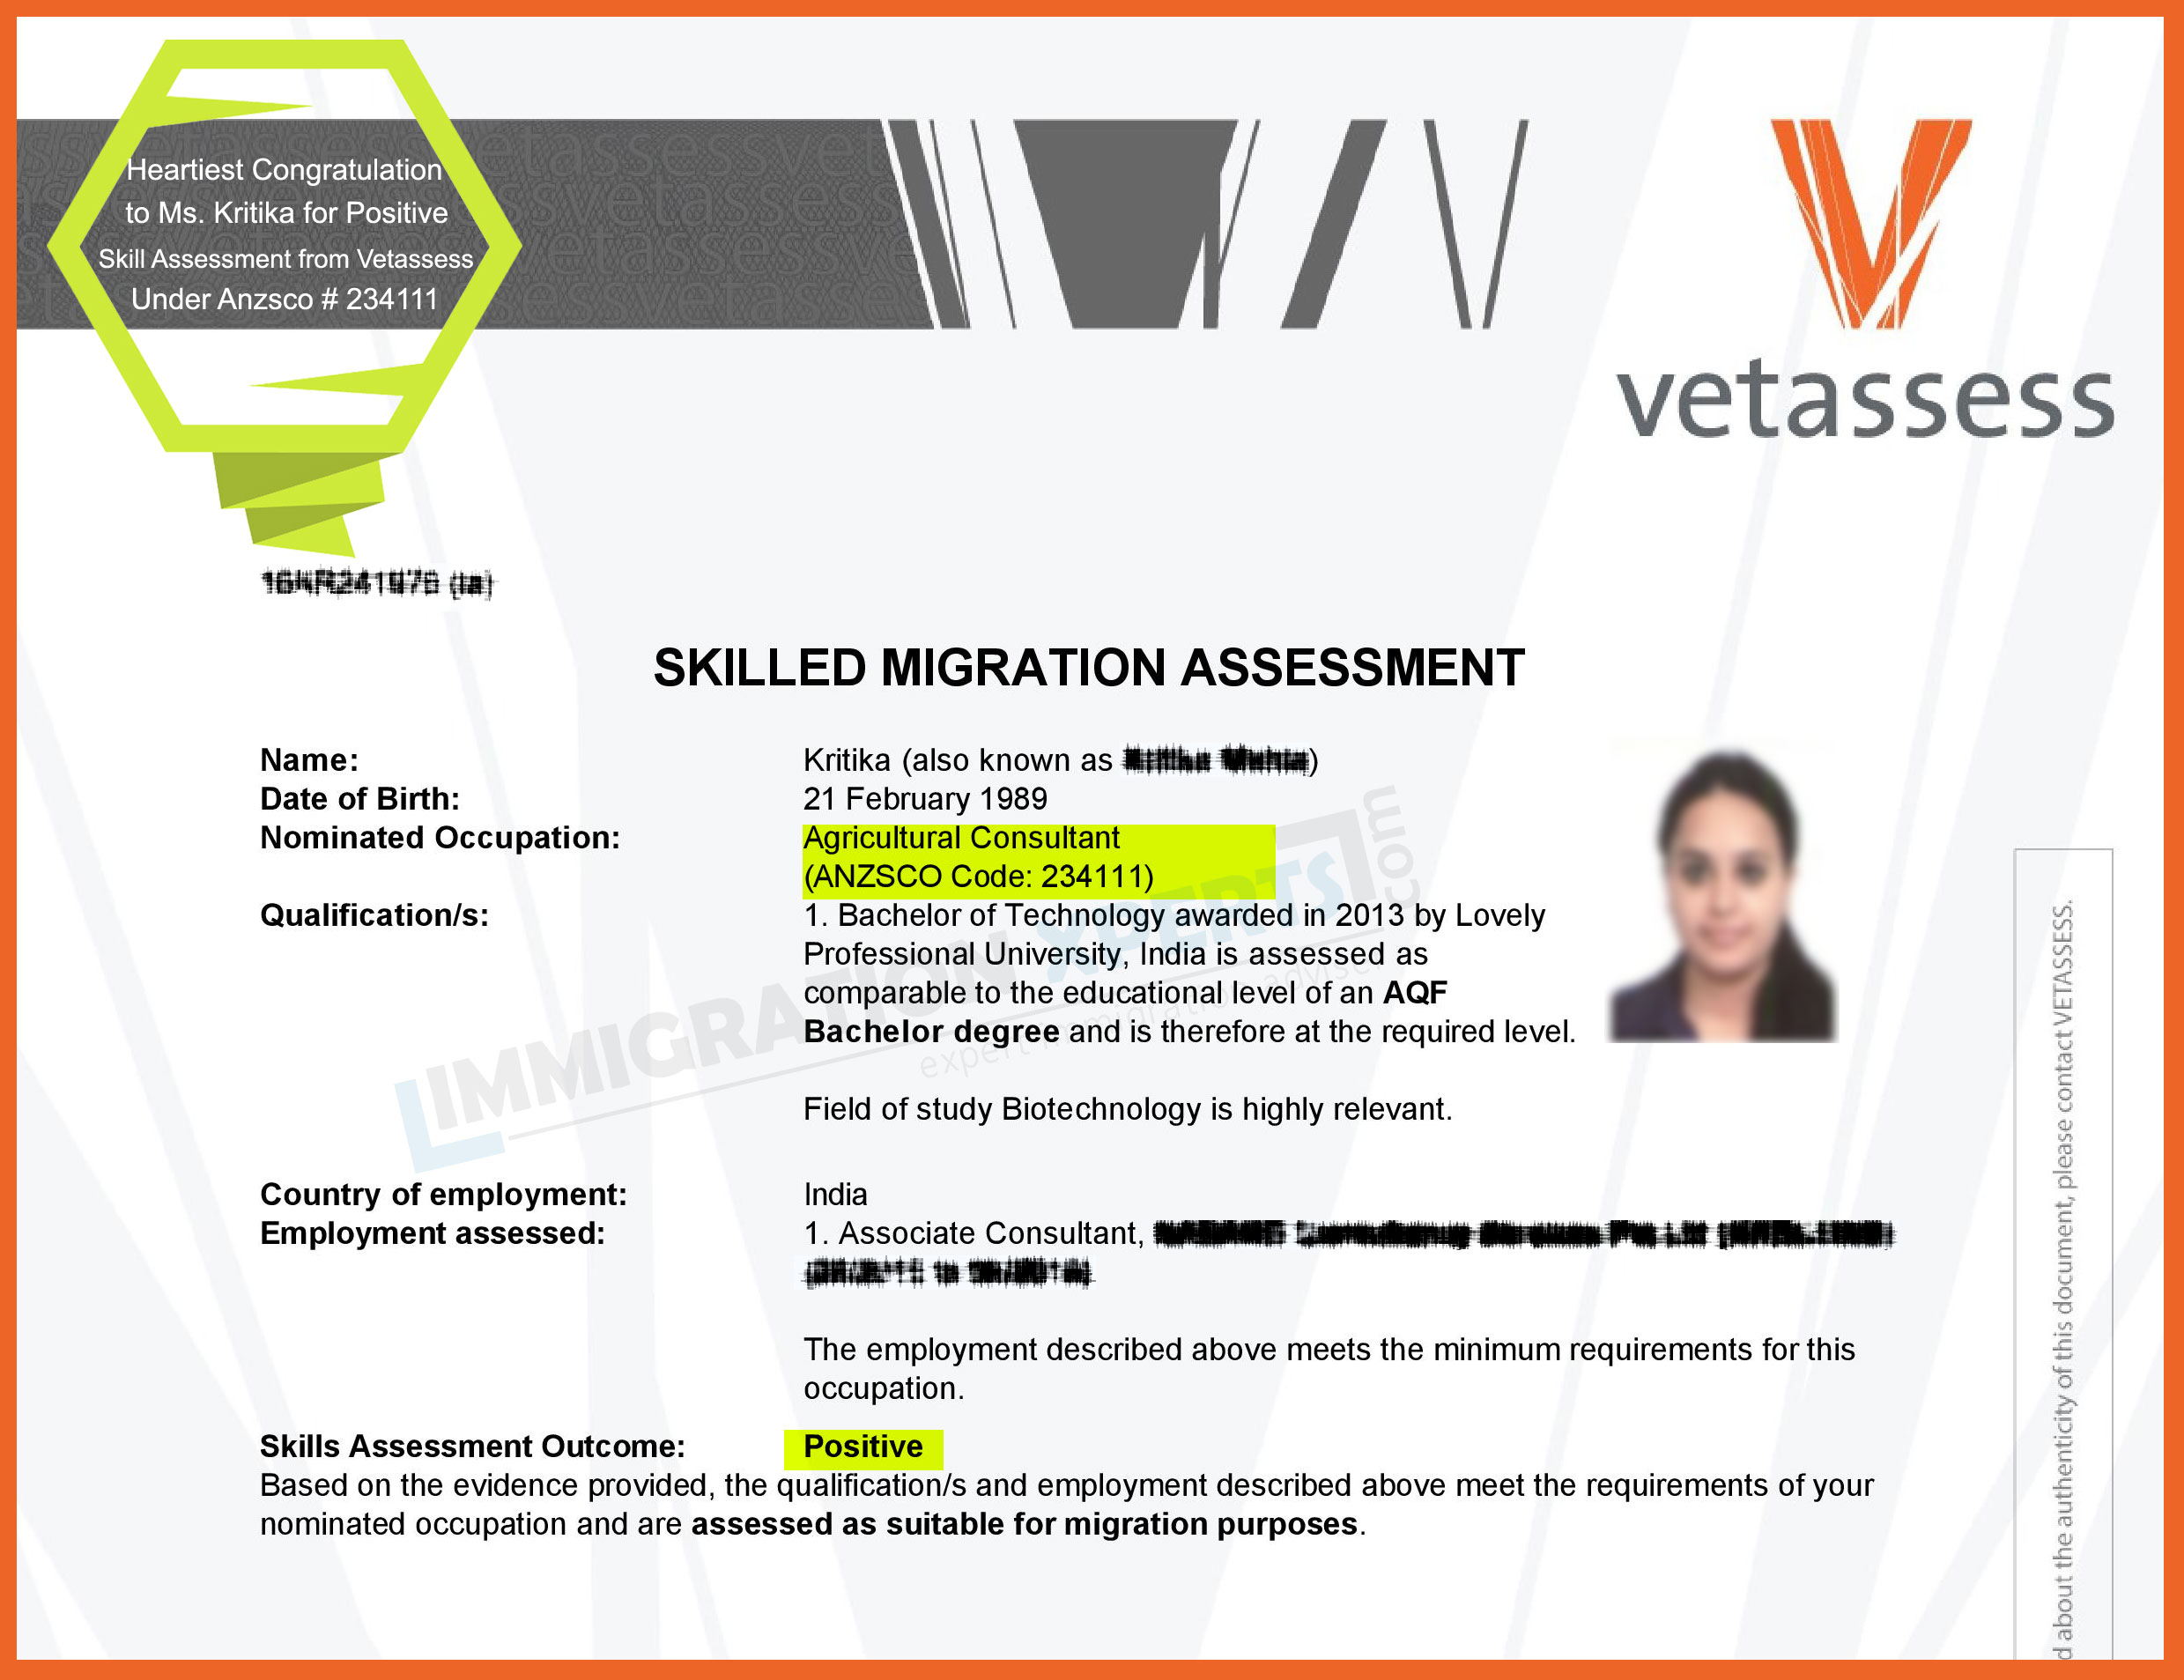 Heartiest Congratulation
to Ms. Kritika for Positive
Skill Assessment from Vetassess
Under Anzsco # 234111
vetassess
SKILLED MIGRATION ASSESSMENT
Name: Kritika (also known as )
Date of Birth: 21 February 1989
Nominated Occupation: Agricultural Consultant
(ANZSCO Code: 234111)
Qualification/s: 1. Bachelor of Technology awarded in 2013 by Lovely
Professional University, India is assessed as
comparable to the educational level of an AQF
Bachelor degree and is therefore at the required level.
Field of study Biotechnology is highly relevant.
Country of employment: India
Employment assessed: 1. Associate Consultant,
The employment described above meets the minimum requirements for this
occupation.
Skills Assessment Outcome: Positive
Based on the evidence provided, the qualification/s and employment described above meet the requirements of your
nominated occupation and are assessed as suitable for migration purposes.
IMMIGRATION XPERTS.com
expert immigration advise.
d about the authenticity of this document, please contact VETASSESS.